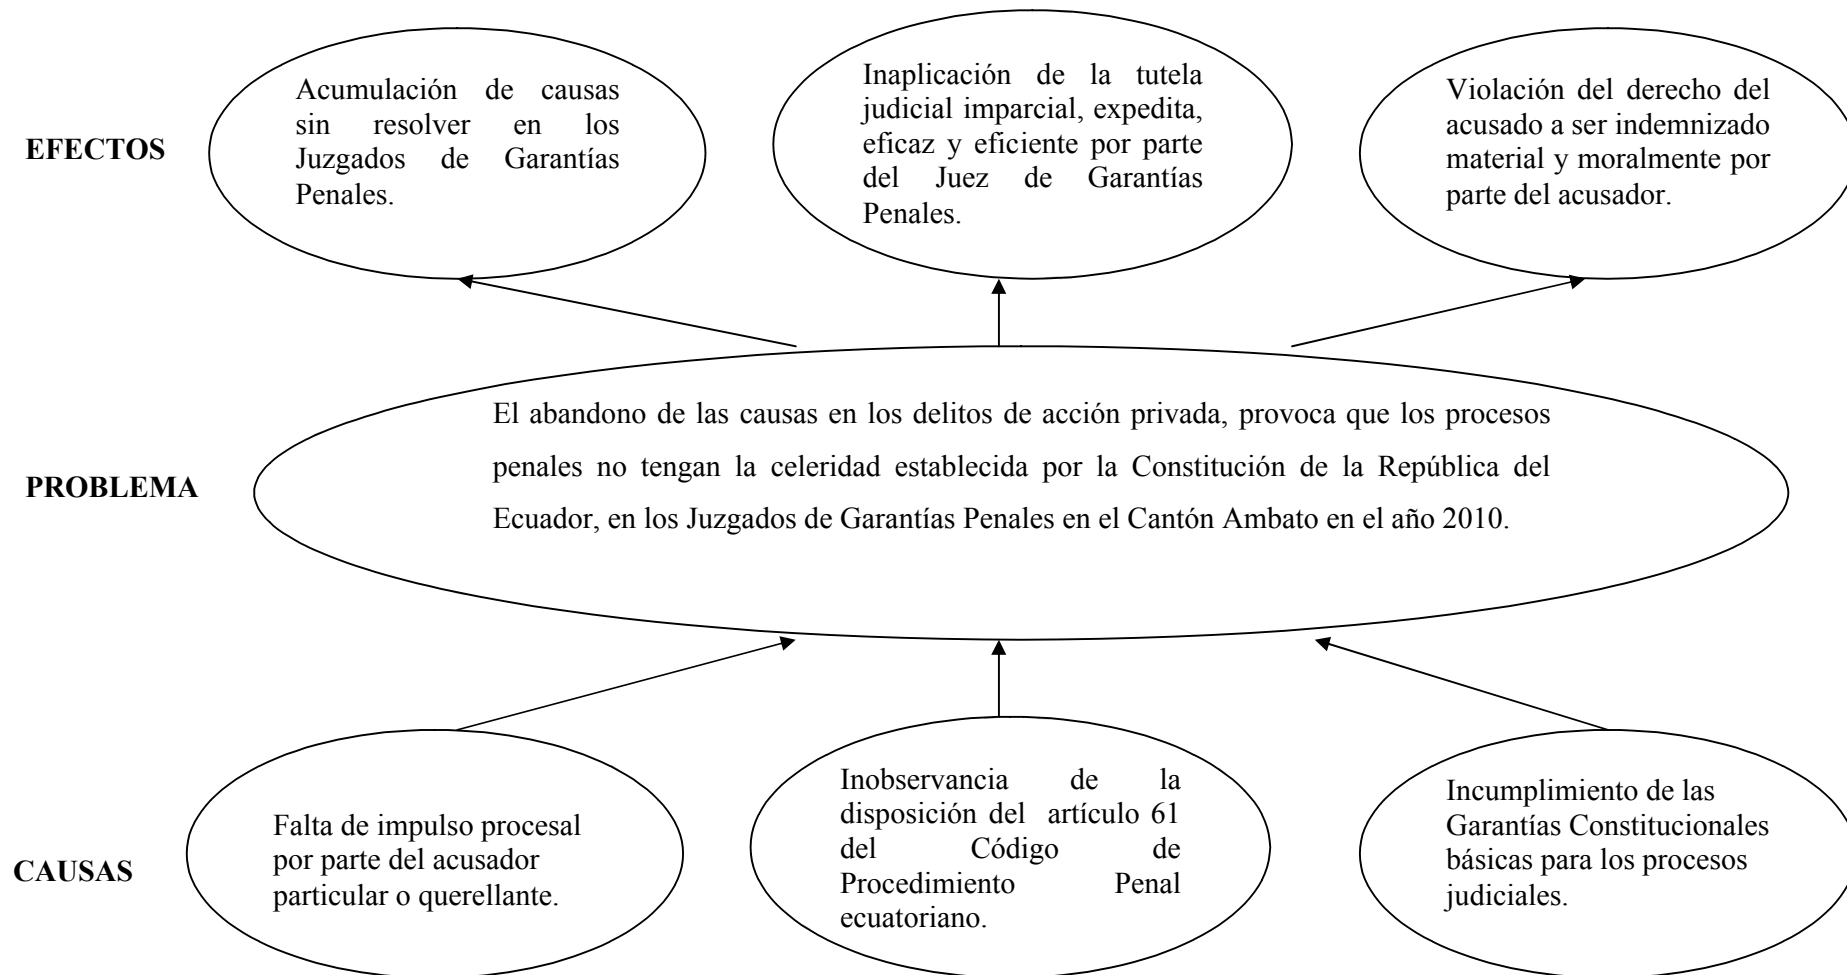 EFECTOS
Acumulación de causas
sin resolver en los
Juzgados de Garantías
Penales.
Inaplicación de la tutela
judicial imparcial, expedita,
eficaz y eficiente por parte
del Juez de Garantías
Penales.
Violación del derecho del
acusado a ser indemnizado
material y moralmente por
parte del acusador.
PROBLEMA
El abandono de las causas en los delitos de acción privada, provoca que los procesos
penales no tengan la celeridad establecida por la Constitución de la República del
Ecuador, en los Juzgados de Garantías Penales en el Cantón Ambato en el año 2010.
CAUSAS
Falta de impulso procesal
por parte del acusador
particular o querellante.
Inobservancia de la
disposición del artículo 61
del Código de
Procedimiento Penal
ecuatoriano.
Incumplimiento de las
Garantías Constitucionales
básicas para los procesos
judiciales.